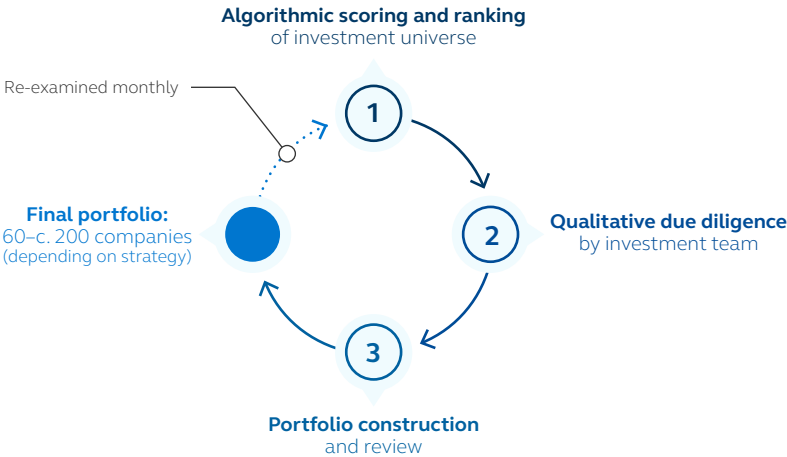 Algorithmic scoring and ranking
of investment universe
Re-examined monthly
1
Final portfolio:
60–c. 200 companies
(depending on strategy)
2
Qualitative due diligence
by investment team
3
Portfolio construction
and review